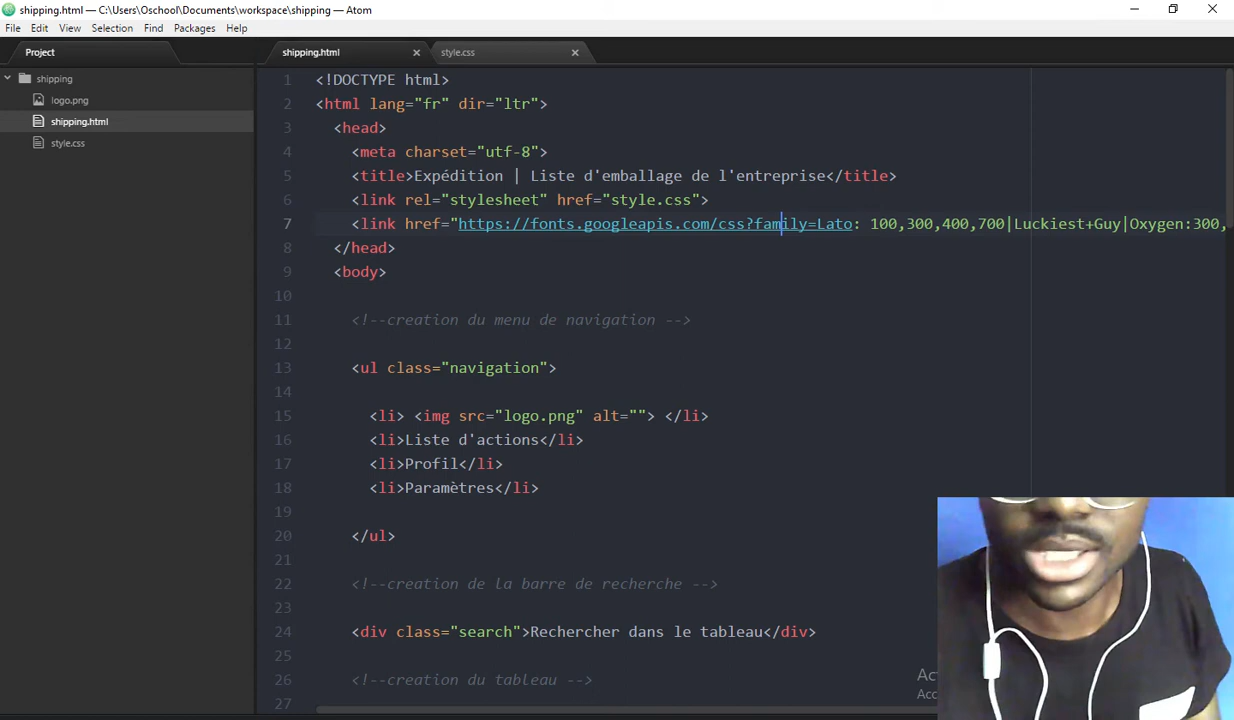 shipping.html — C:\Users\Oschool\Documents\workspace\shipping — Atom
File Edit View Selection Find Packages Help
Project
shipping.html
style.css
shipping
logo.png
shipping.html
style.css
1 <!DOCTYPE html>
2 <html lang="fr" dir="ltr">
3 <head>
4 <meta charset="utf-8">
5 <title>Expédition | Liste d'emballage de l'entreprise</title>
6 <link rel="stylesheet" href="style.css">
7 <link href="https://fonts.googleapis.com/css?family=Lato: 100,300,400,700|Luckiest+Guy|Oxygen:300,
8 </head>
9 <body>
10
11 <!--creation du menu de navigation -->
12
13 <ul class="navigation">
14
15 <li> <img src="logo.png" alt=""> </li>
16 <li>Liste d'actions</li>
17 <li>Profil</li>
18 <li>Paramètres</li>
19
20 </ul>
21
22 <!--creation de la barre de recherche -->
23
24 <div class="search">Rechercher dans le tableau</div>
25
26 <!--creation du tableau -->
27